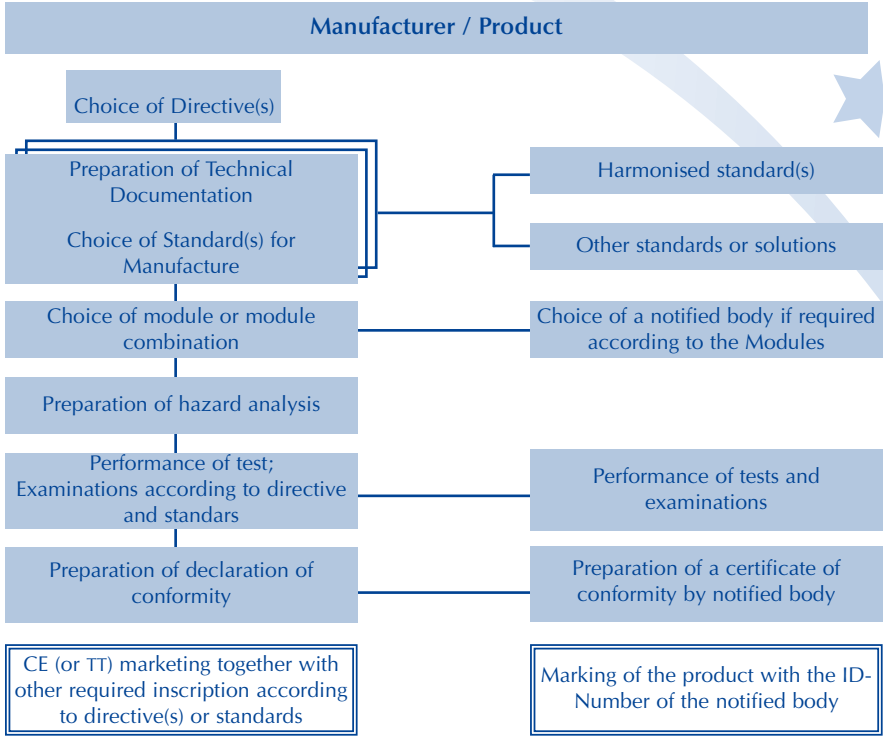 Manufacturer / Product
Choice of Directive(s)
Preparation of Technical
Documentation
Choice of Standard(s) for
Manufacture
Harmonised standard(s)
Other standards or solutions
Choice of module or module
combination
Choice of a notified body if required
according to the Modules
Preparation of hazard analysis
Performance of test;
Examinations according to directive
and standars
Performance of tests and
examinations
Preparation of declaration of
conformity
Preparation of a certificate of
conformity by notified body
CE (or TT) marketing together with
other required inscription according
to directive(s) or standards
Marking of the product with the ID-
Number of the notified body